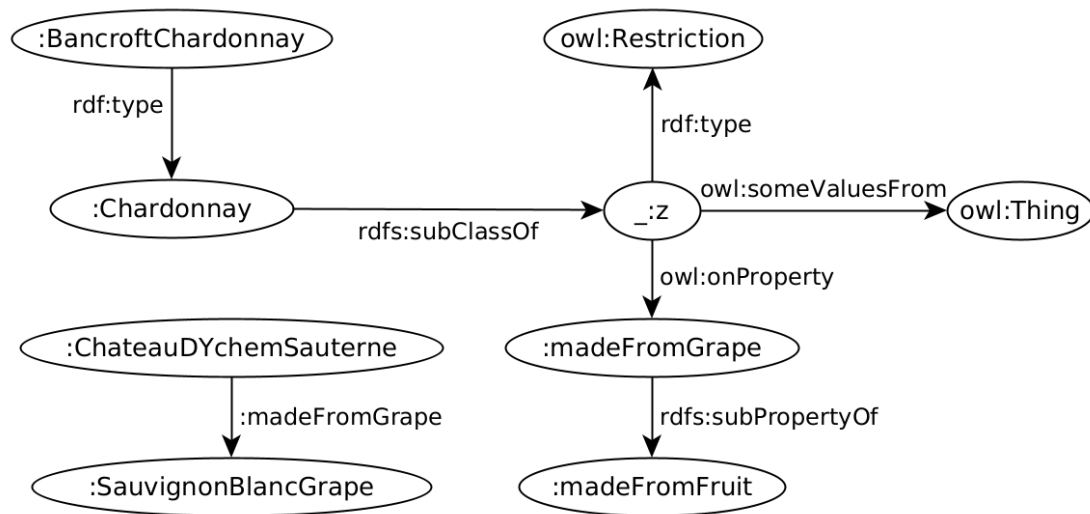 :BancroftChardonnay
owl:Restriction
rdf:type
rdf:type
:Chardonnay
rdfs:subClassOf
_:z
owl:someValuesFrom
owl:Thing
owl:onProperty
:ChateauDYchemSauterne
:madeFromGrape
:madeFromGrape
rdfs:subPropertyOf
:SauvignonBlancGrape
:madeFromFruit